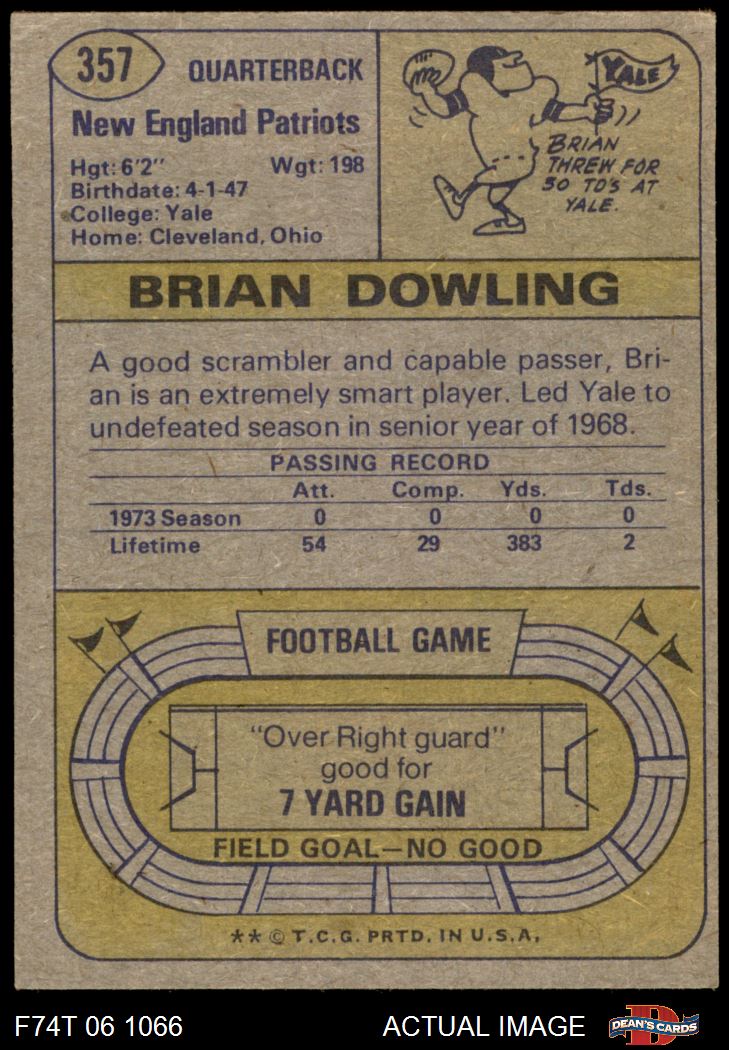 357
QUARTERBACK
New England Patriots
Hgt: 6'2" Wgt: 198
Birthdate: 4-1-47
College: Yale
Home: Cleveland, Ohio
YALE
BRIAN
THREW FOR
30 TD'S AT
YALE.
BRIAN DOWLING
A good scrambler and capable passer, Bri-
an is an extremely smart player. Led Yale to
undefeated season in senior year of 1968.
PASSING RECORD
Att. Comp. Yds. Tds.
1973 Season 0 0 0 0
Lifetime 54 29 383 2
FOOTBALL GAME
"Over Right guard"
good for
7 YARD GAIN
FIELD GOAL—NO GOOD
** © T.C.G. PRTD. IN U.S.A.
F74T 06 1066 ACTUAL IMAGE
D
DEAN'S CARDS